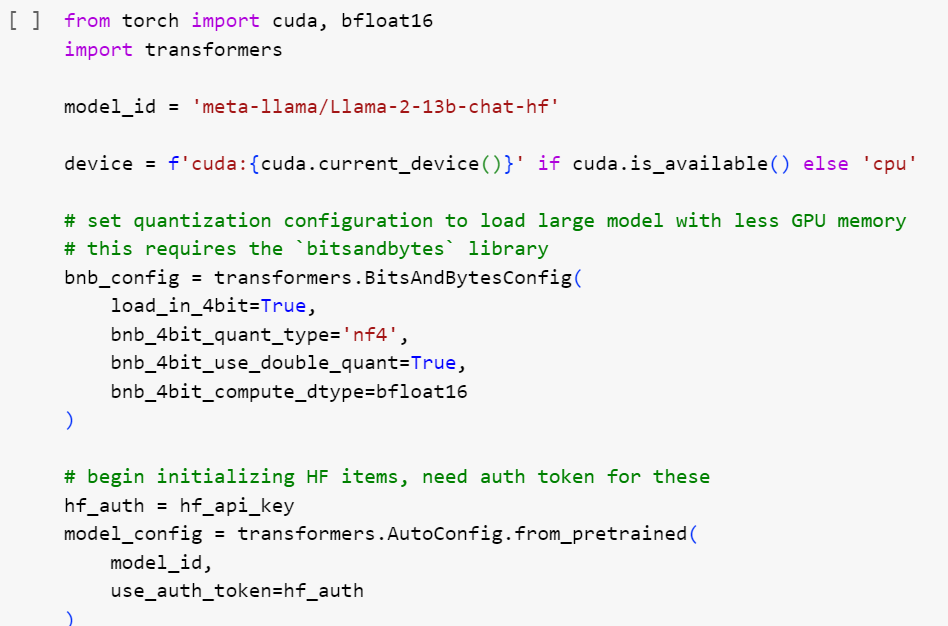 [ ] from torch import cuda, bfloat16
import transformers

model_id = 'meta-llama/Llama-2-13b-chat-hf'

device = f'cuda:{cuda.current_device()}' if cuda.is_available() else 'cpu'

# set quantization configuration to load large model with less GPU memory
# this requires the `bitsandbytes` library
bnb_config = transformers.BitsAndBytesConfig(
    load_in_4bit=True,
    bnb_4bit_quant_type='nf4',
    bnb_4bit_use_double_quant=True,
    bnb_4bit_compute_dtype=bfloat16
)

# begin initializing HF items, need auth token for these
hf_auth = hf_api_key
model_config = transformers.AutoConfig.from_pretrained(
    model_id,
    use_auth_token=hf_auth
)